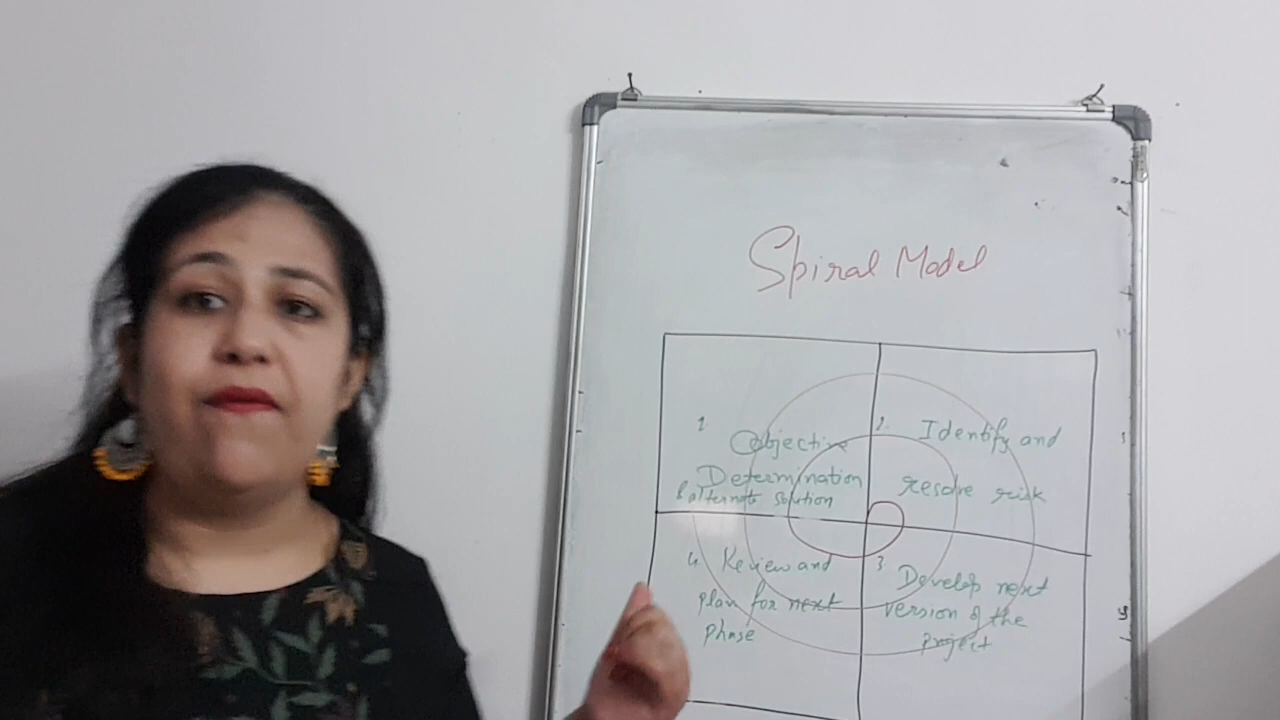 Spiral Model
1
Objective
Determination
& alternate solution
2.
Identify and
resolve risk
4
Review and
plan for next
phase
3
Develop next
version of the
project